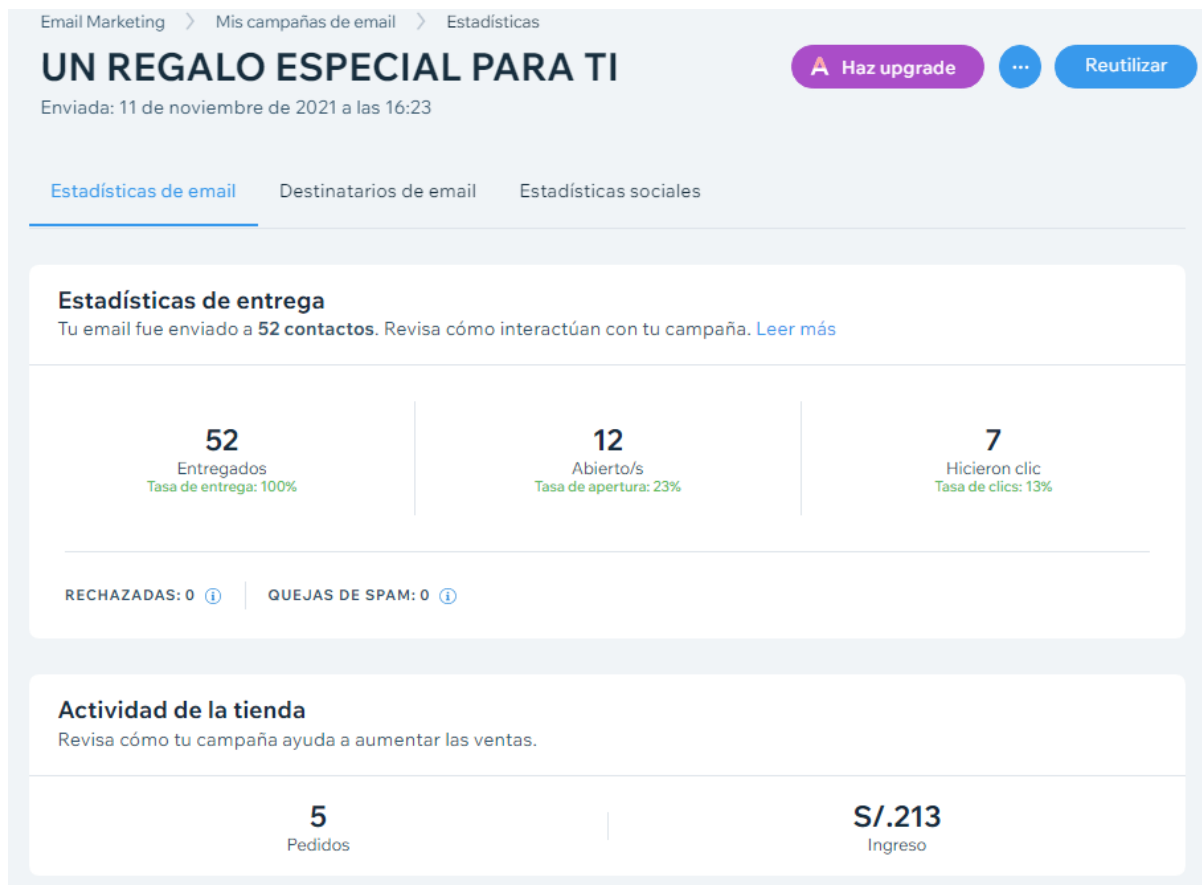 Email Marketing > Mis campañas de email > Estadísticas
UN REGALO ESPECIAL PARA TI
Haz upgrade
...
Reutilizar
Enviada: 11 de noviembre de 2021 a las 16:23
Estadísticas de email
Destinatarios de email
Estadísticas sociales
Estadísticas de entrega
Tu email fue enviado a 52 contactos. Revisa cómo interactúan con tu campaña. Leer más
52
Entregados
Tasa de entrega: 100%
12
Abierto/s
Tasa de apertura: 23%
7
Hicieron clic
Tasa de clics: 13%
RECHAZADAS: 0
QUEJAS DE SPAM: 0
Actividad de la tienda
Revisa cómo tu campaña ayuda a aumentar las ventas.
5
Pedidos
S/.213
Ingreso